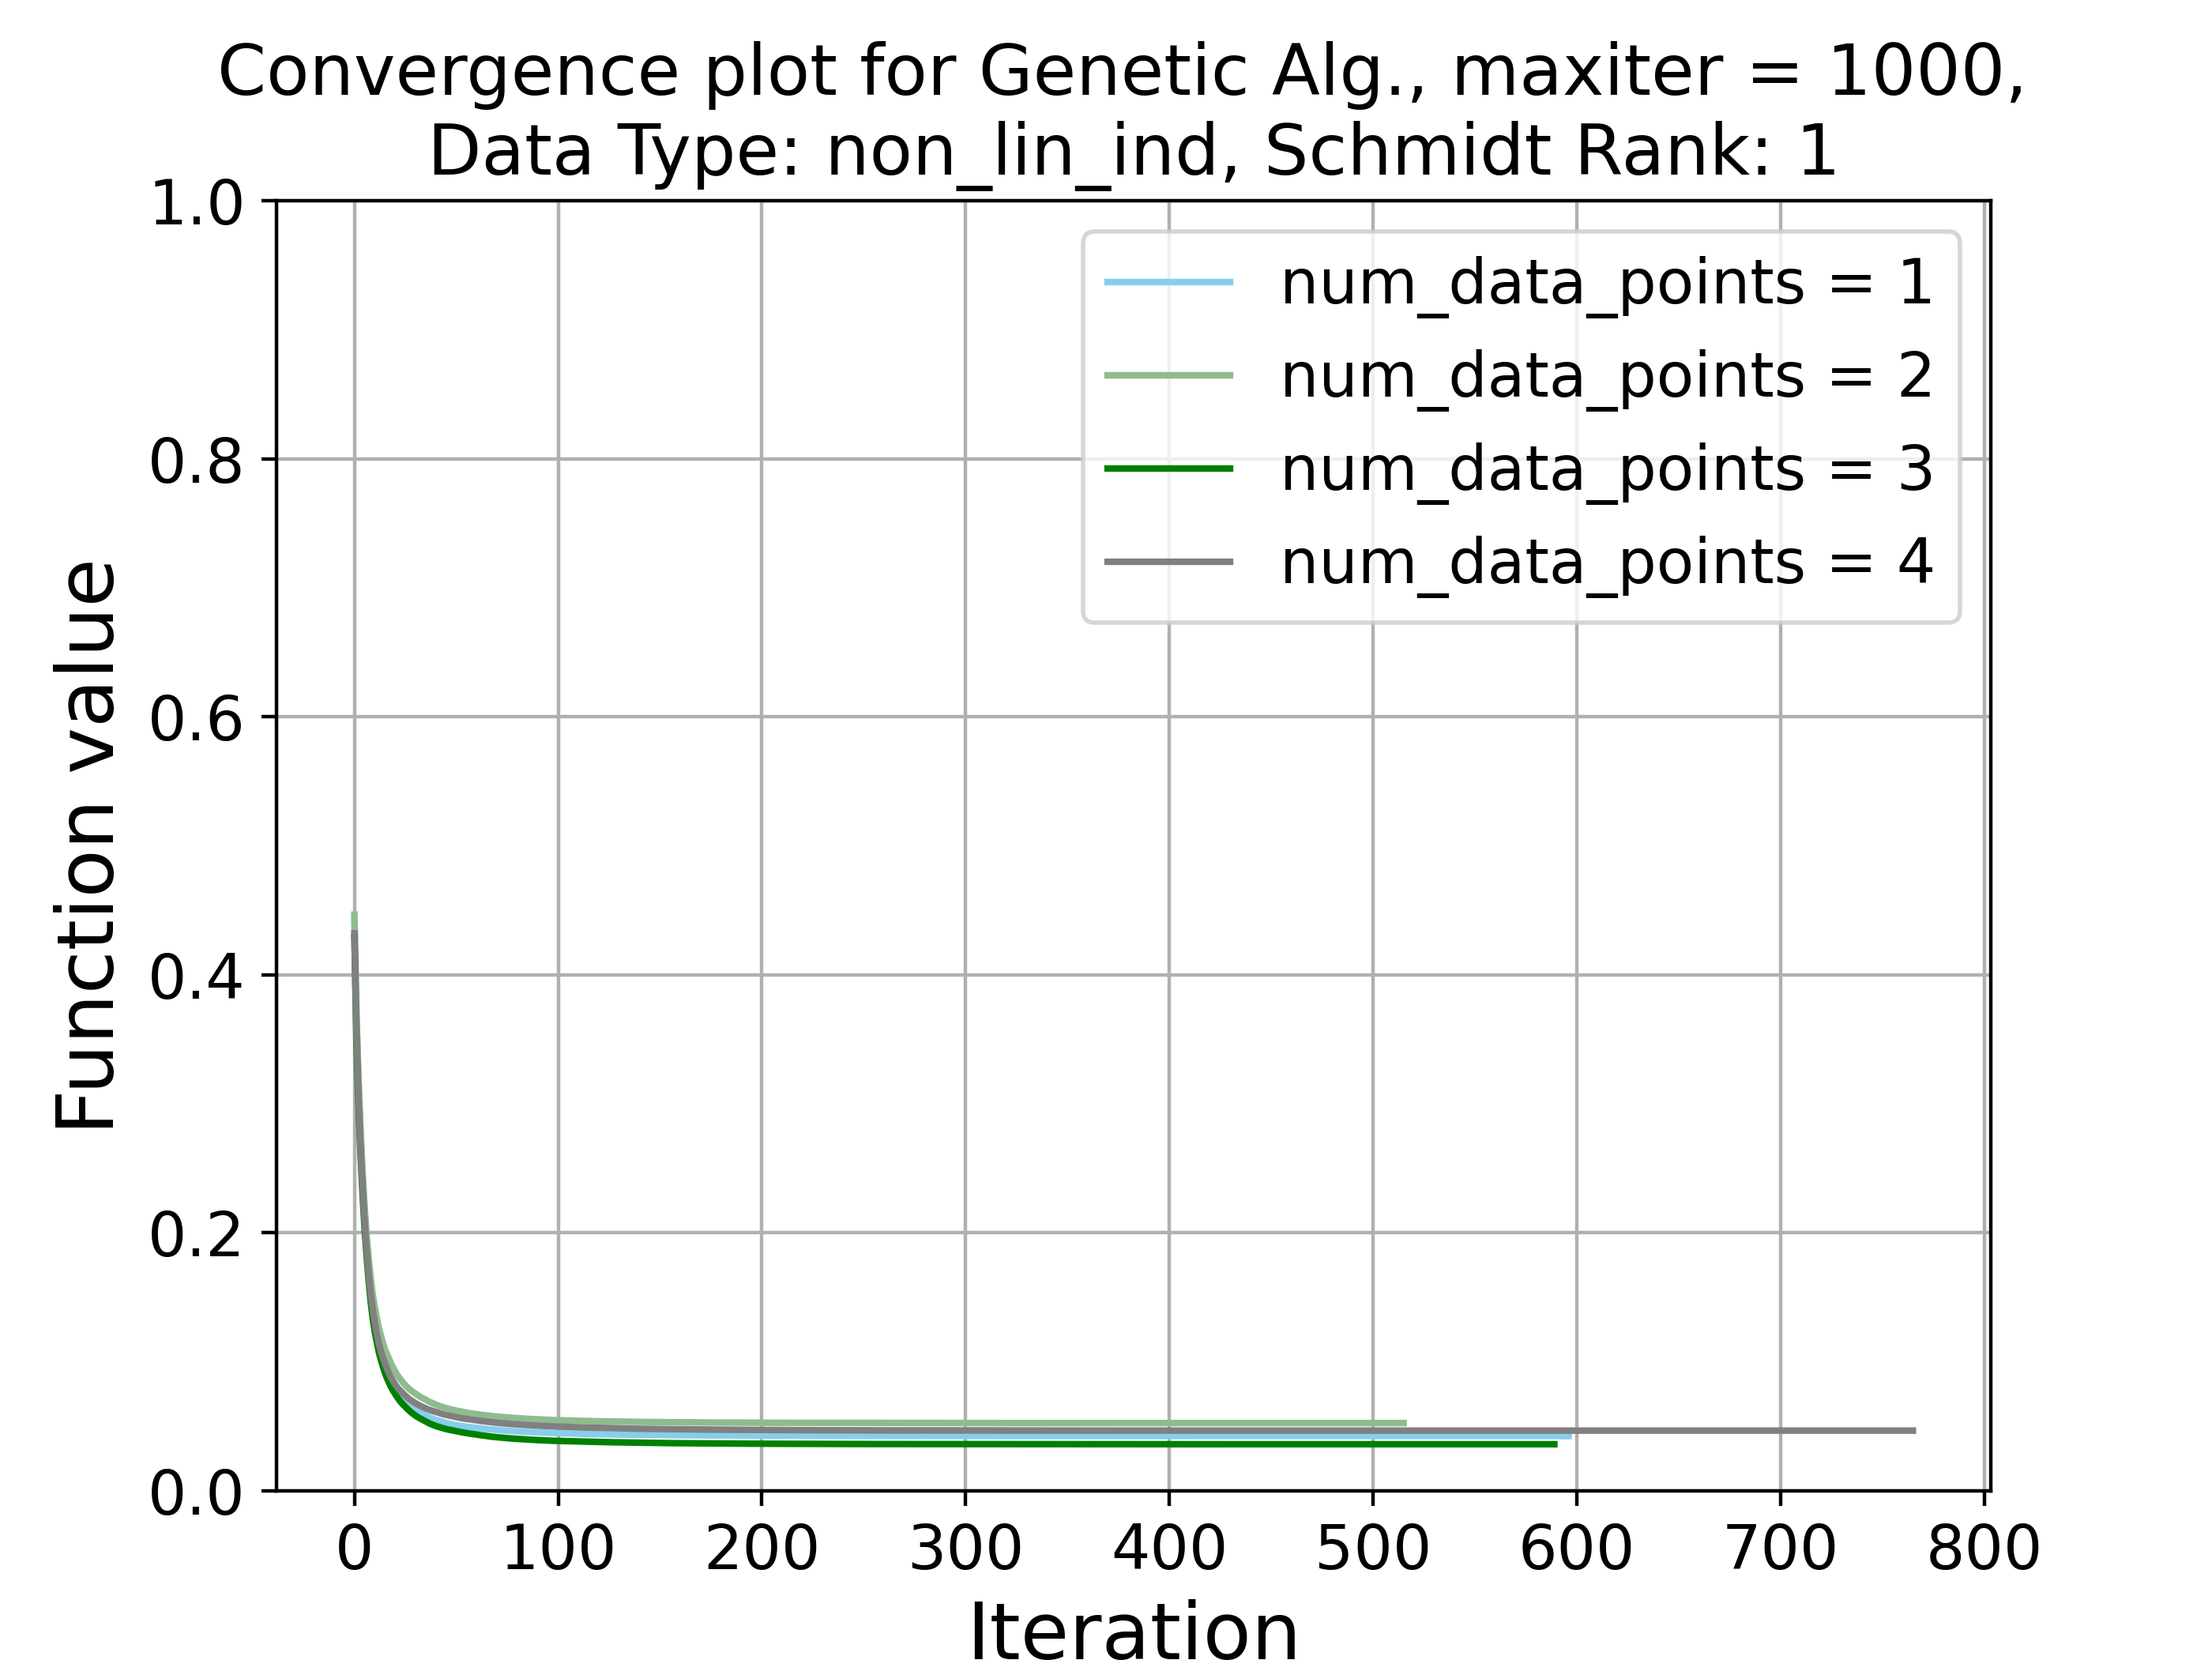 Convergence plot for Genetic Alg., maxiter = 1000,
Data Type: non_lin_ind, Schmidt Rank: 1
1.0
0.8
0.6
0.4
0.2
0.0
Function value
num_data_points = 1
num_data_points = 2
num_data_points = 3
num_data_points = 4
0 100 200 300 400 500 600 700 800
Iteration